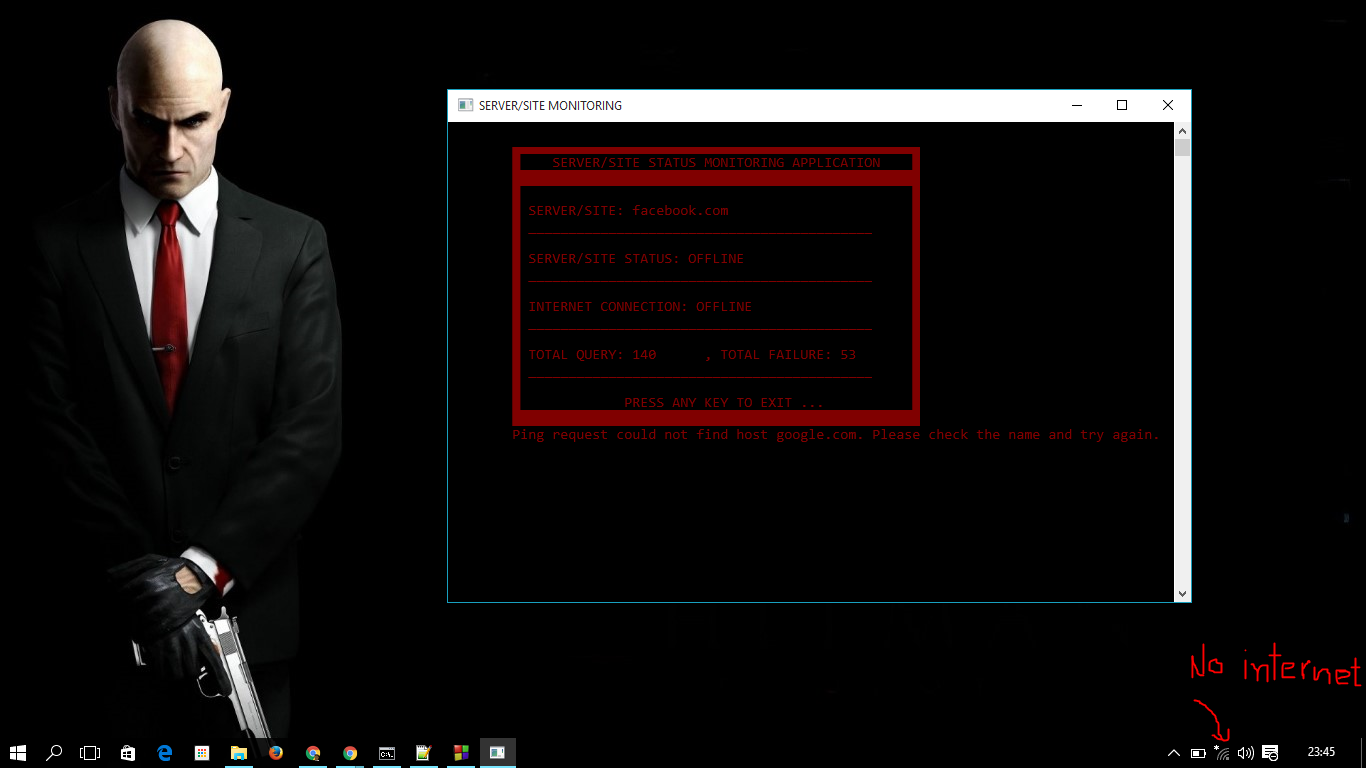 SERVER/SITE MONITORING
SERVER/SITE STATUS MONITORING APPLICATION
SERVER/SITE: facebook.com
SERVER/SITE STATUS: OFFLINE
INTERNET CONNECTION: OFFLINE
TOTAL QUERY: 140 , TOTAL FAILURE: 53
PRESS ANY KEY TO EXIT ...
..
Ping request could not find host google.com. Please check the name and try again.
No internet
23:45